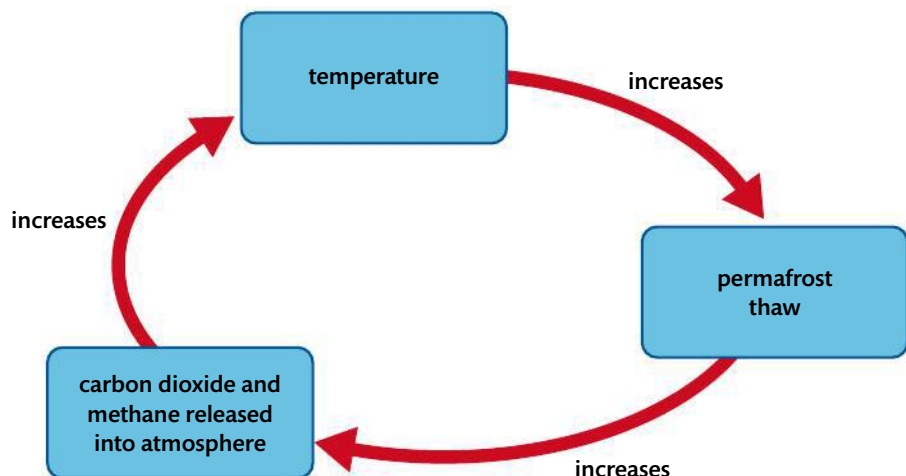 temperature
increases
permafrost
thaw
increases
carbon dioxide and
methane released
into atmosphere
increases